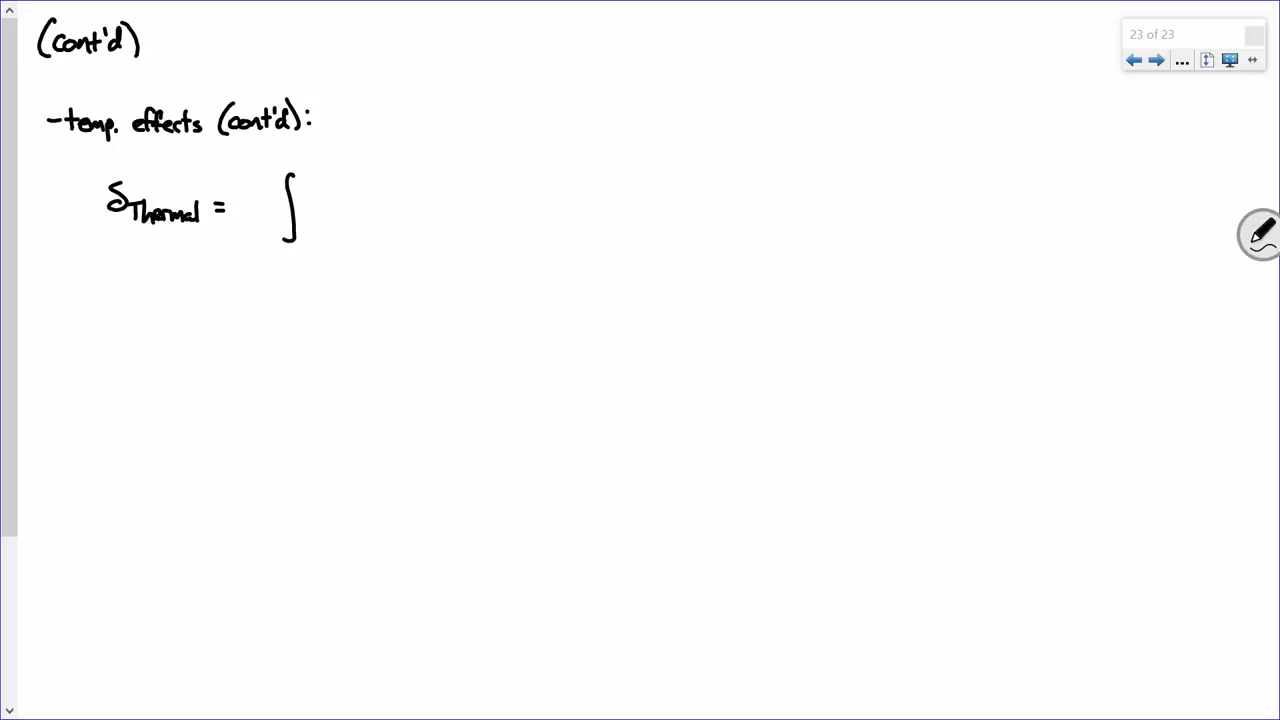 (cont'd)
23 of 23
-temp. effects (cont'd):
δThermal = ∫